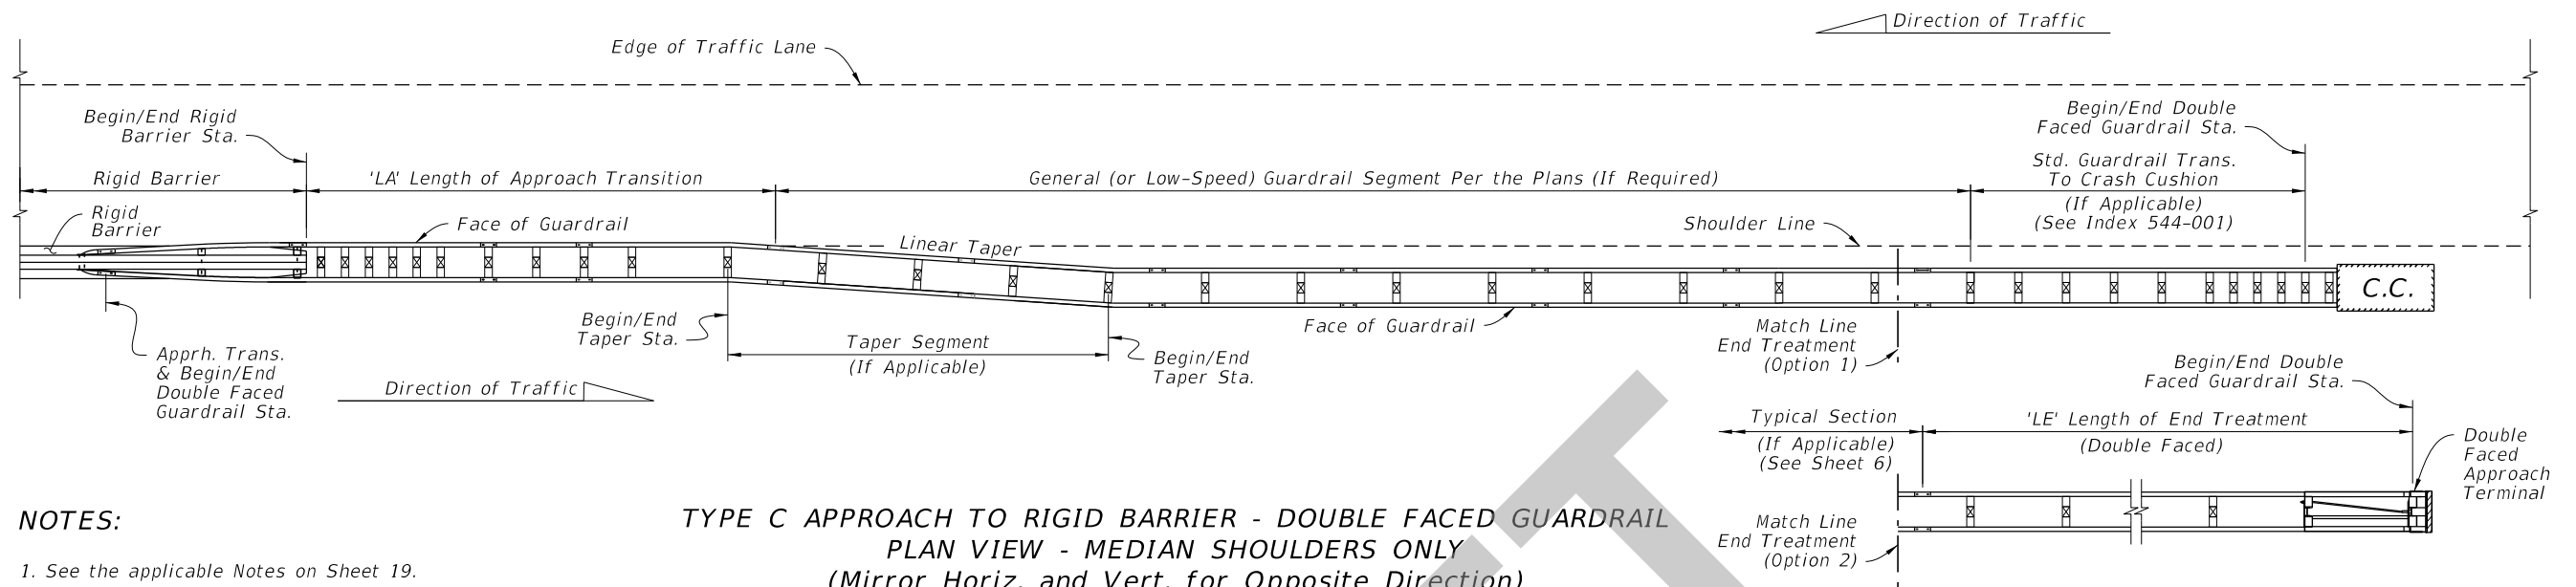 Direction of Traffic
Edge of Traffic Lane
Begin/End Rigid
Barrier Sta.
Begin/End Double
Faced Guardrail Sta.
Rigid Barrier
'LA' Length of Approach Transition
General (or Low-Speed) Guardrail Segment Per the Plans (If Required)
Std. Guardrail Trans.
To Crash Cushion
(If Applicable)
(See Index 544-001)
Rigid
Barrier
Face of Guardrail
Linear Taper
Shoulder Line
C.C.
Begin/End
Taper Sta.
Taper Segment
(If Applicable)
Begin/End
Taper Sta.
Face of Guardrail
Match Line
End Treatment
(Option 1)
Apprh. Trans.
& Begin/End
Double Faced
Guardrail Sta.
Direction of Traffic
Begin/End Double
Faced Guardrail Sta.
Typical Section
(If Applicable)
(See Sheet 6)
'LE' Length of End Treatment
(Double Faced)
Double
Faced
Approach
Terminal
Match Line
End Treatment
(Option 2)
NOTES:
1. See the applicable Notes on Sheet 19.
TYPE C APPROACH TO RIGID BARRIER - DOUBLE FACED GUARDRAIL
PLAN VIEW - MEDIAN SHOULDERS ONLY
(Mirror Horiz. and Vert. for Opposite Direction)